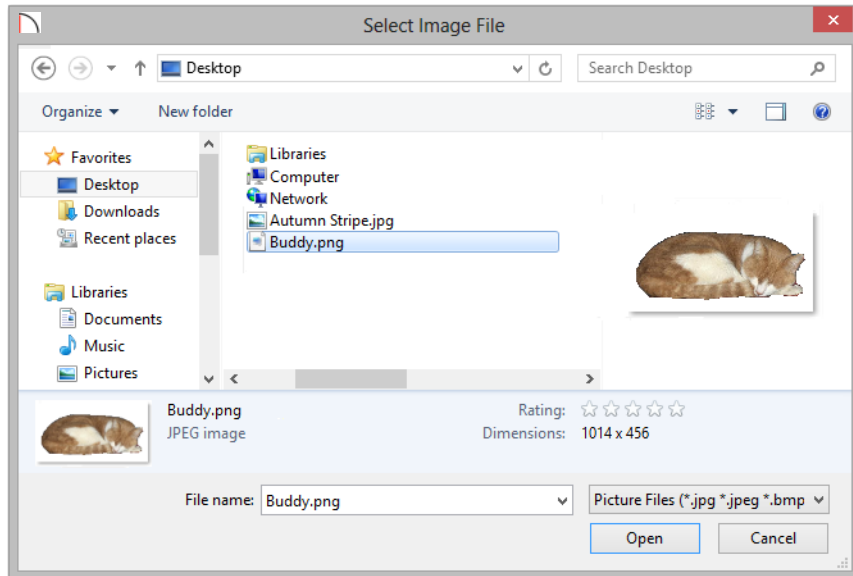 Select Image File
Desktop
Search Desktop
Organize
New folder
Favorites
Desktop
Downloads
Recent places
Libraries
Documents
Music
Pictures
Libraries
Computer
Network
Autumn Stripe.jpg
Buddy.png
Buddy.png
JPEG image
Rating:
Dimensions: 1014 x 456
File name: Buddy.png
Picture Files (*.jpg *.jpeg *.bmp
Open
Cancel